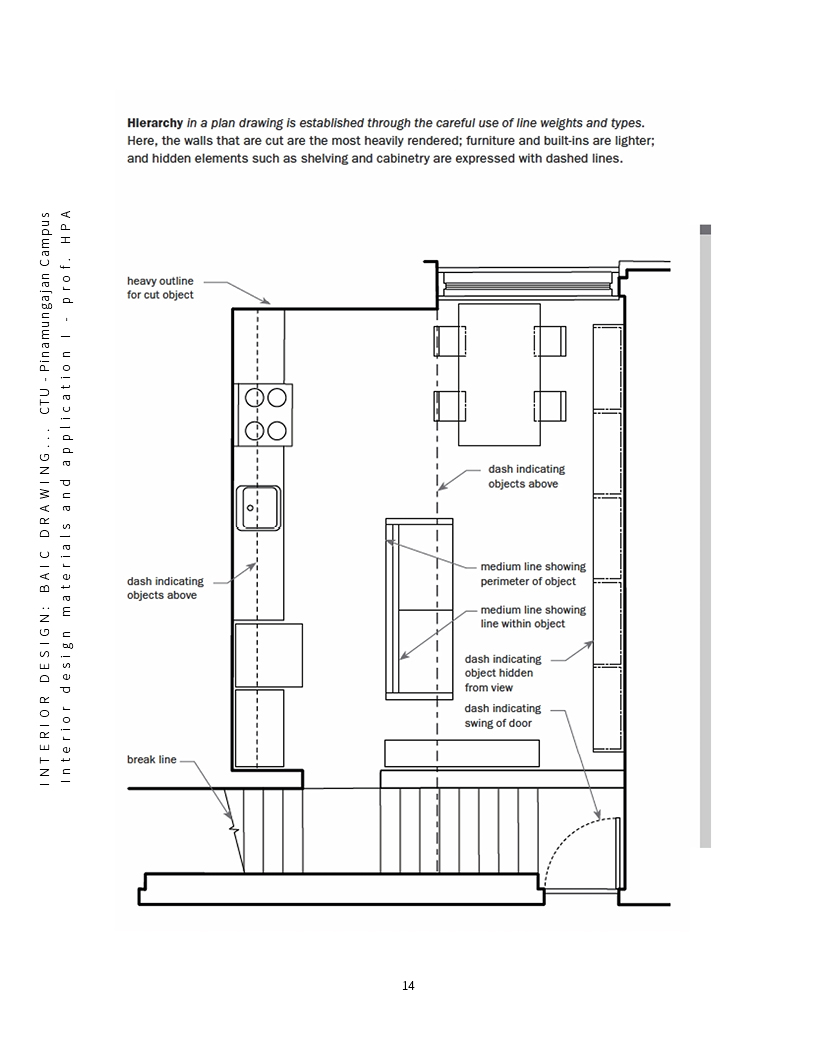 Hierarchy in a plan drawing is established through the careful use of line weights and types.
Here, the walls that are cut are the most heavily rendered; furniture and built-ins are lighter;
and hidden elements such as shelving and cabinetry are expressed with dashed lines.
INTERIOR DESIGN: BAIC DRAWING... CTU - Pinamungajan Campus
Interior design materials and application I - prof. HPA
heavy outline
for cut object
dash indicating
objects above
medium line showing
perimeter of object
dash indicating
objects above
medium line showing
line within object
dash indicating
object hidden
from view
dash indicating
swing of door
break line
14